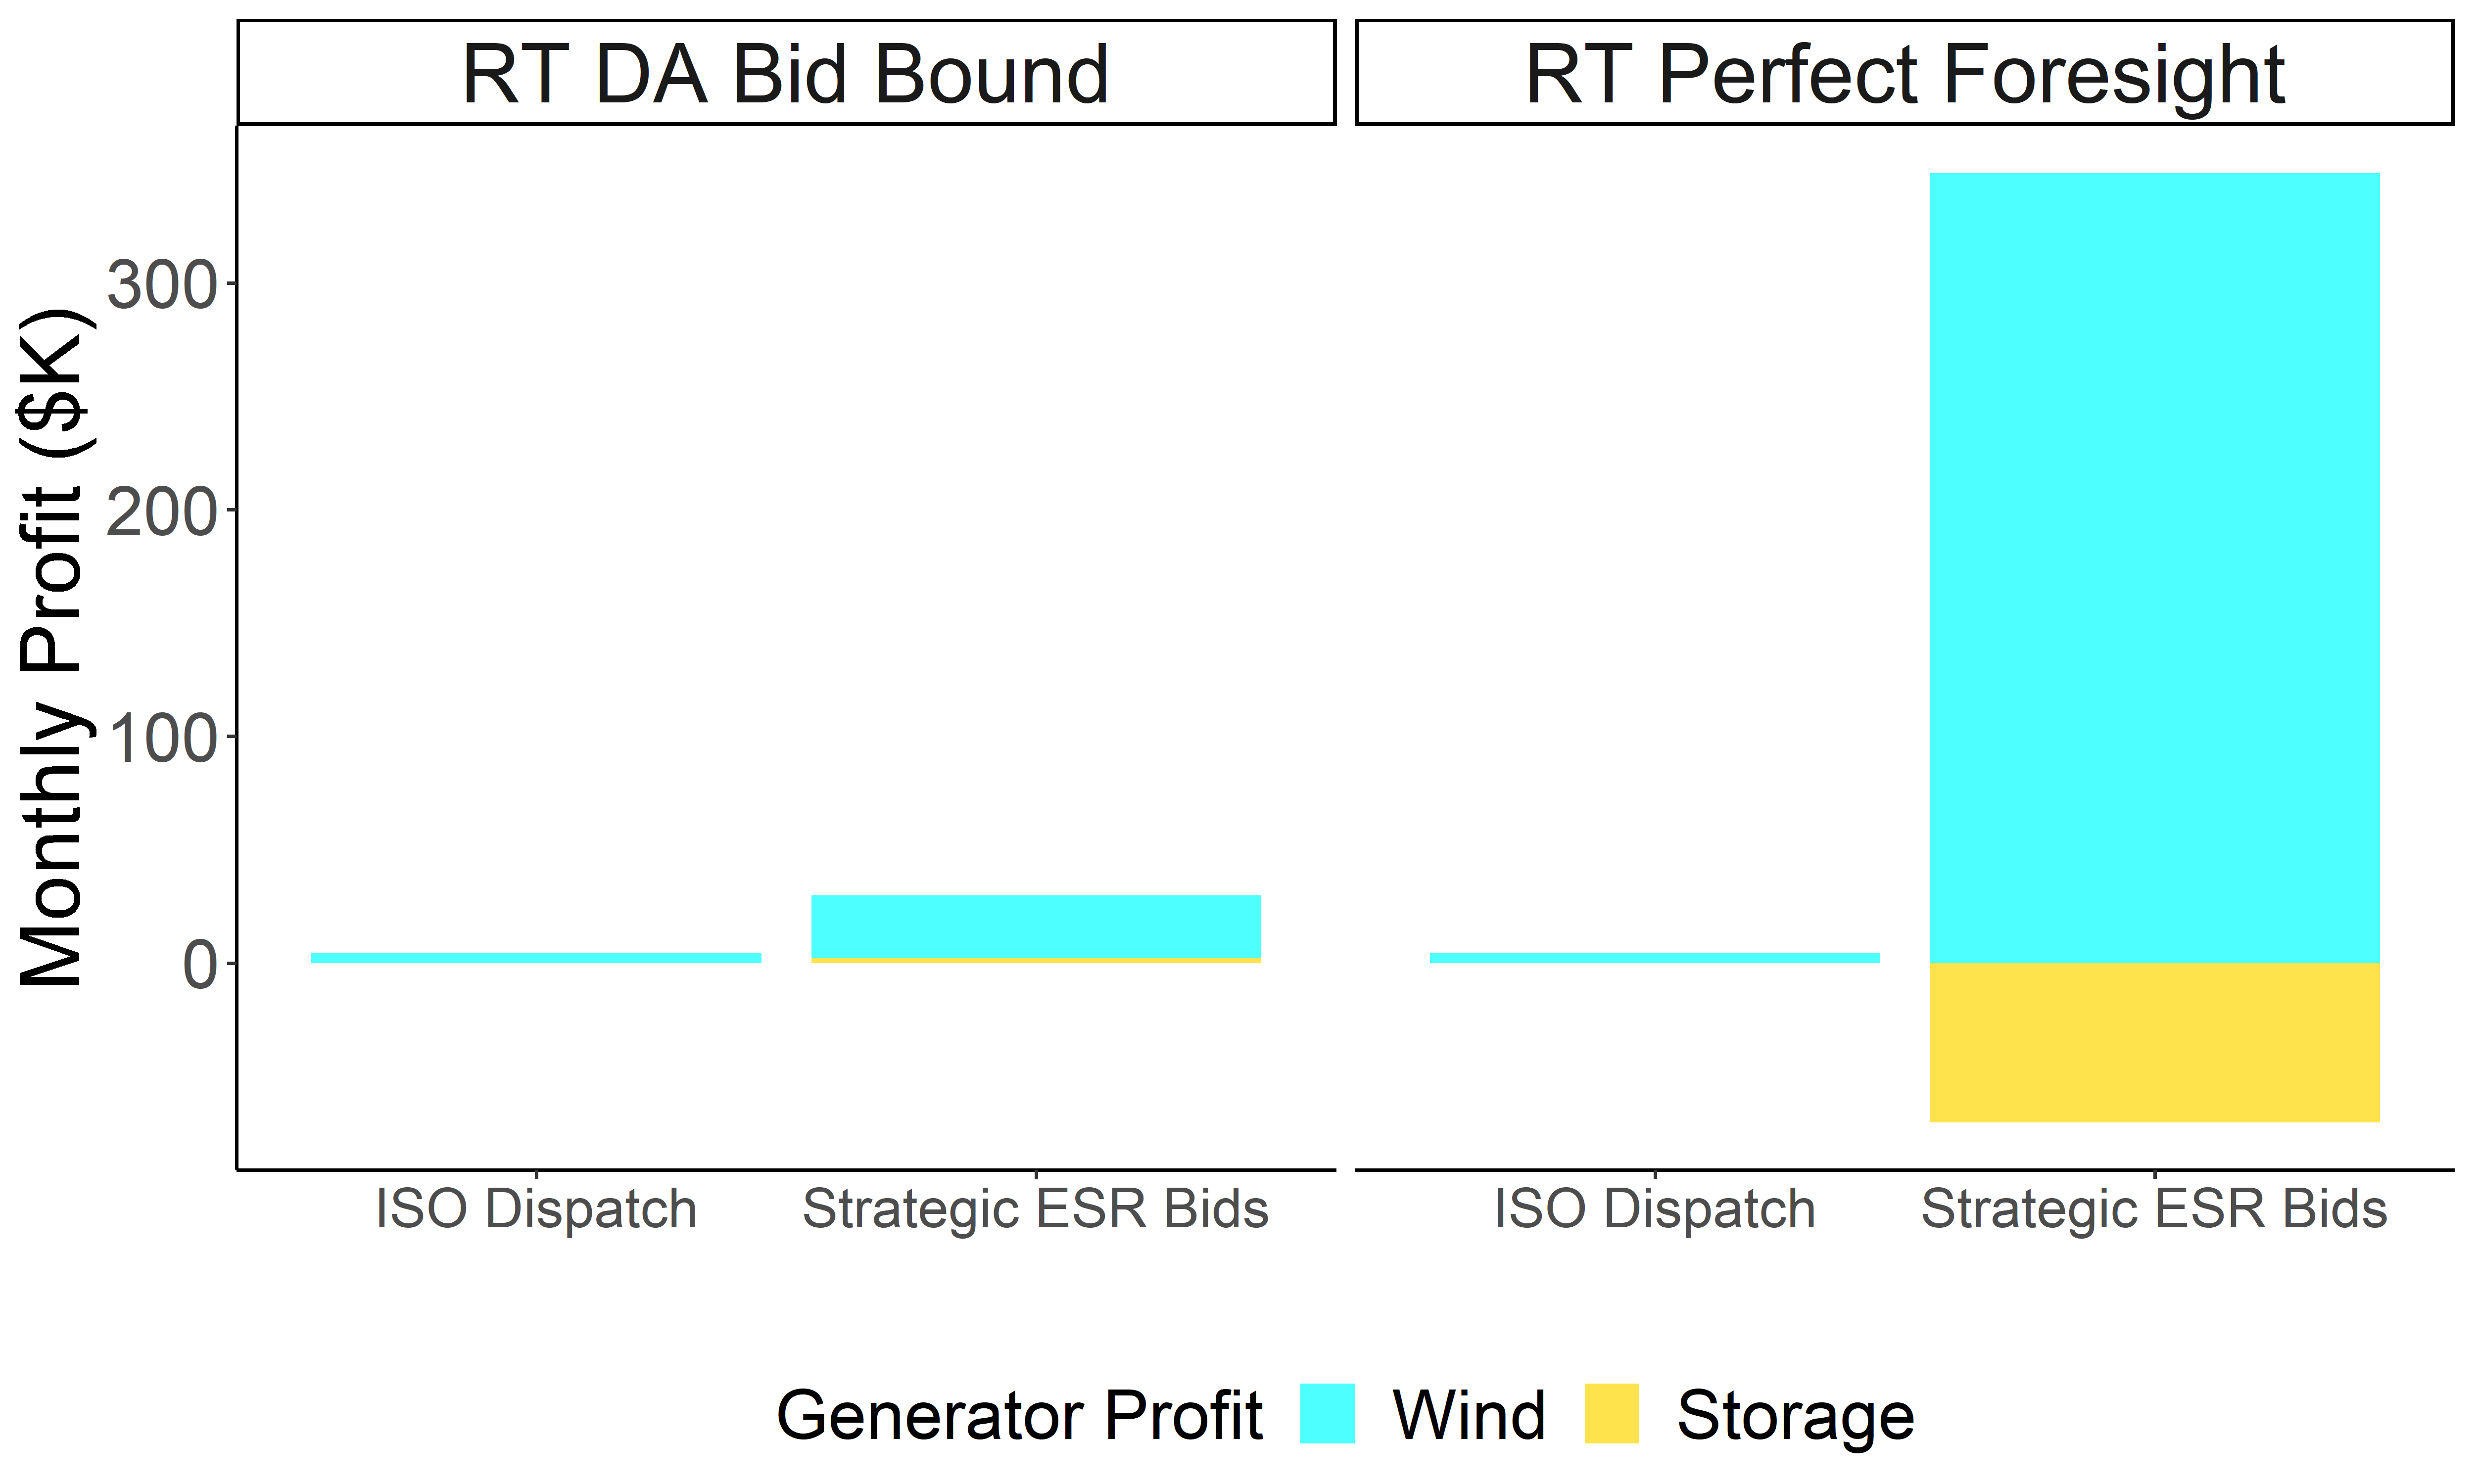 RT DA Bid Bound
RT Perfect Foresight
Monthly Profit ($K)
300
200
100
0
ISO Dispatch
Strategic ESR Bids
ISO Dispatch
Strategic ESR Bids
Generator Profit
Wind
Storage